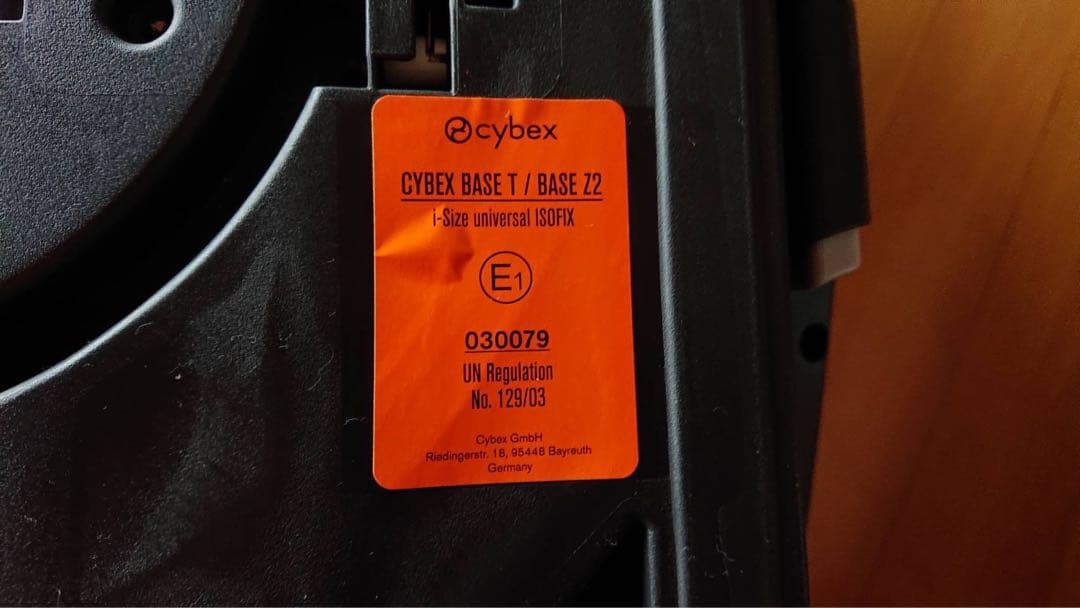 cybex
CYBEX BASE T / BASE Z2
i-Size universal ISOFIX
E1
030079
UN Regulation
No. 129/03
Cybex GmbH
Riedingerstr. 18, 95448 Bayreuth
Germany